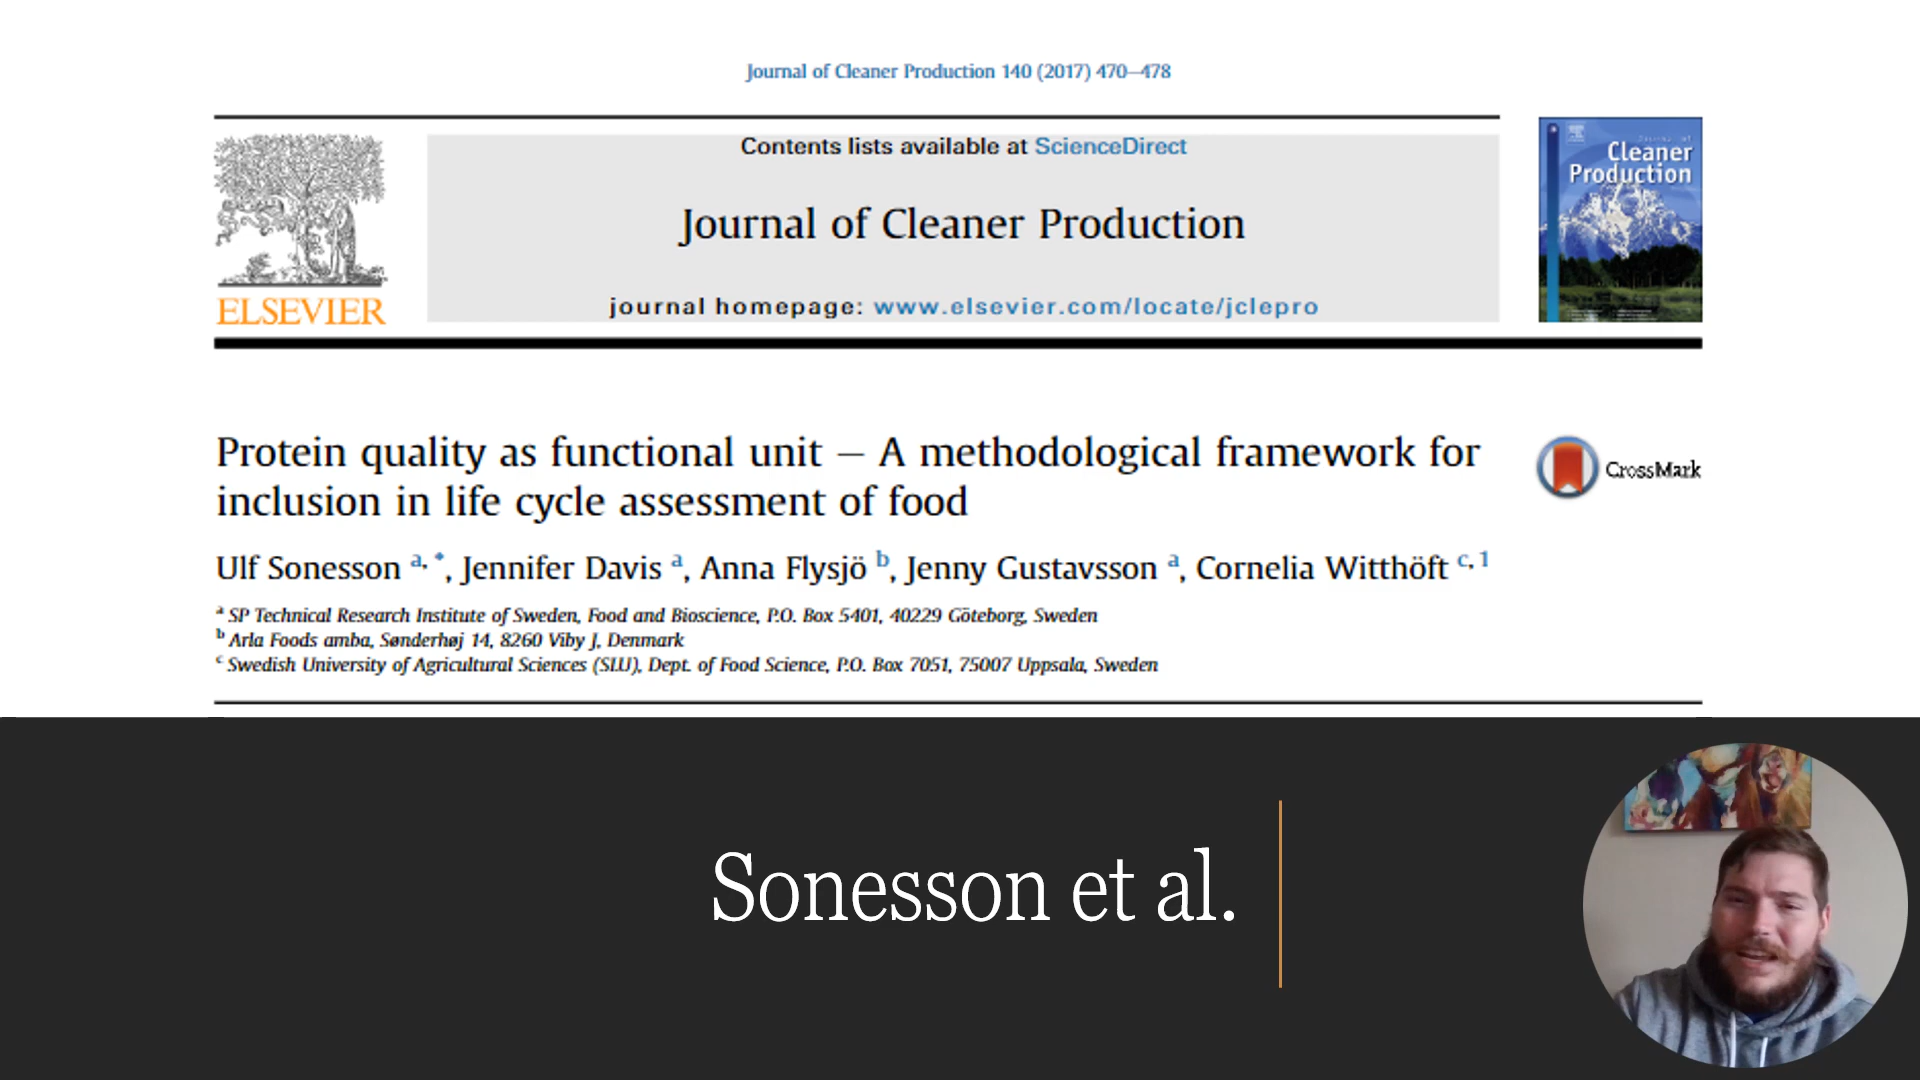 Journal of Cleaner Production 140 (2017) 470–478
Contents lists available at ScienceDirect
Journal of Cleaner Production
journal homepage: www.elsevier.com/locate/jclepro
ELSEVIER
Cleaner
Production
Protein quality as functional unit — A methodological framework for
inclusion in life cycle assessment of food
CrossMark
Ulf Sonesson a, *, Jennifer Davis a, Anna Flysjö b, Jenny Gustavsson a, Cornelia Witthöft c, 1
a SP Technical Research Institute of Sweden, Food and Bioscience, P.O. Box 5401, 40229 Göteborg, Sweden
b Arla Foods amba, Sønderhøj 14, 8260 Viby J, Denmark
c Swedish University of Agricultural Sciences (SLU), Dept. of Food Science, P.O. Box 7051, 75007 Uppsala, Sweden
Sonesson et al.